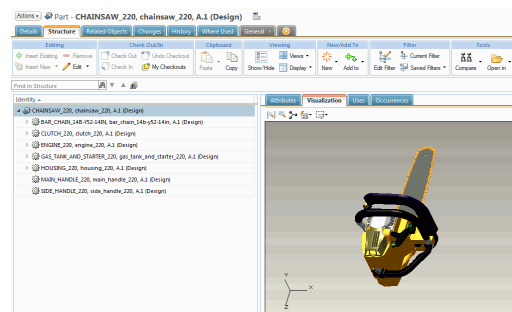 Actions Part - CHAINSAW_220, chainsaw_220, A.1 (Design)
Details Structure Related Objects Changes History Where Used General
Editing Check Out/In Clipboard Viewing New/Add To Filter Tools
Insert Existing Remove Check Out Undo Checkout Views Current Filter
Insert New Edit Check In My Checkouts Paste Copy Show/Hide Display New Add to Edit Filter Saved Filters Compare Open in
Find in Structure
Identity Attributes Visualization Uses Occurrences
CHAINSAW_220, chainsaw_220, A.1 (Design)
BAR_CHAIN_14B-Y52-14IN, bar_chain_14b-y52-14in, A.1 (Design)
CLUTCH_220, clutch_220, A.1 (Design)
ENGINE_220, engine_220, A.1 (Design)
GAS_TANK_AND_STARTER_220, gas_tank_and_starter_220, A.1 (Design)
HOUSING_220, housing_220, A.1 (Design)
MAIN_HANDLE_220, main_handle_220, A.1 (Design)
SIDE_HANDLE_220, side_handle_220, A.1 (Design)
Y
X
Z